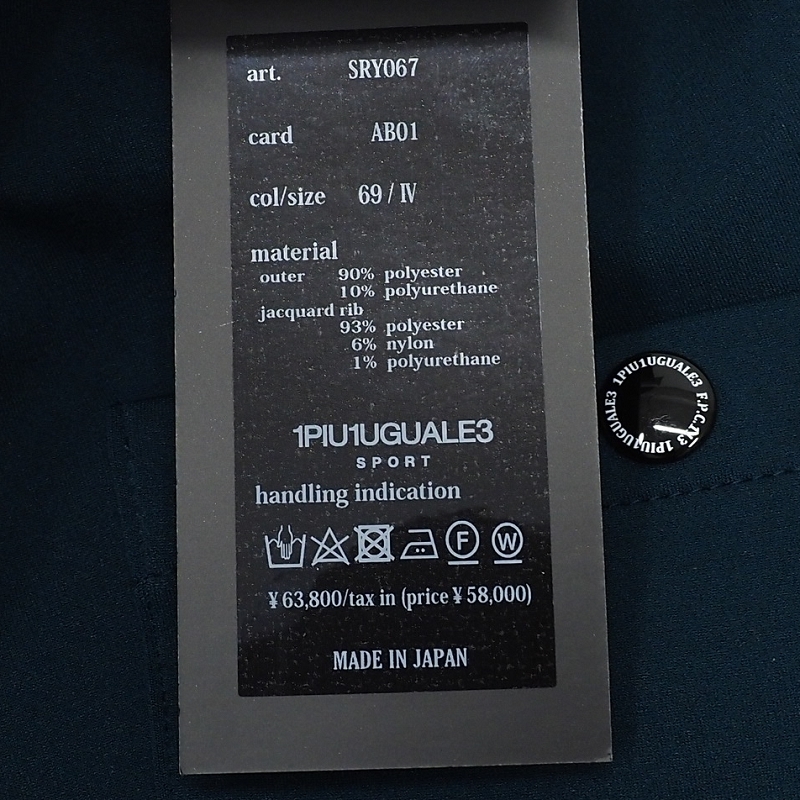 art. SRY067
card AB01
col/size 69 / IV
material
outer 90% polyester
10% polyurethane
jacquard rib
93% polyester
6% nylon
1% polyurethane
1PIU1UGUALE3
SPORT
handling indication
F W
¥ 63,800/tax in (price ¥ 58,000)
MADE IN JAPAN
1PIU1UGUALE3 F.P.C.N3 1PIU1UGUALE3